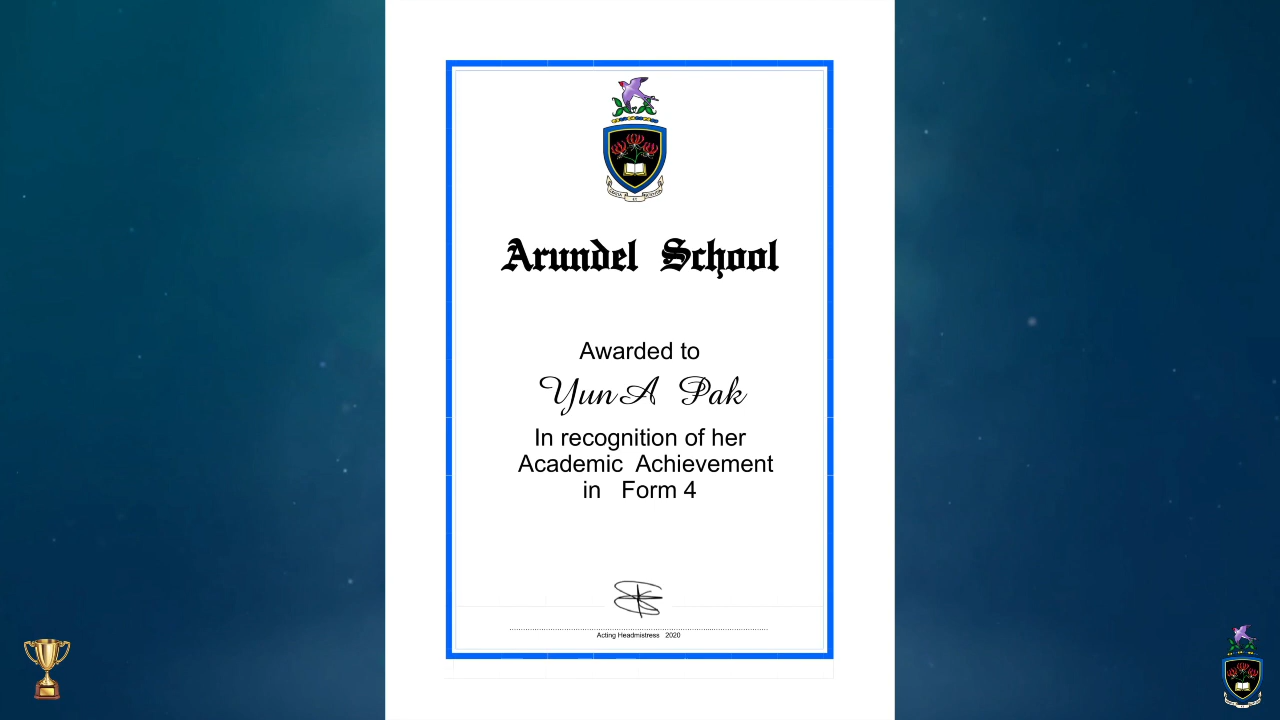 Arundel School
Awarded to
YunA Pak
In recognition of her
Academic Achievement
in Form 4
Acting Headmistress 2020